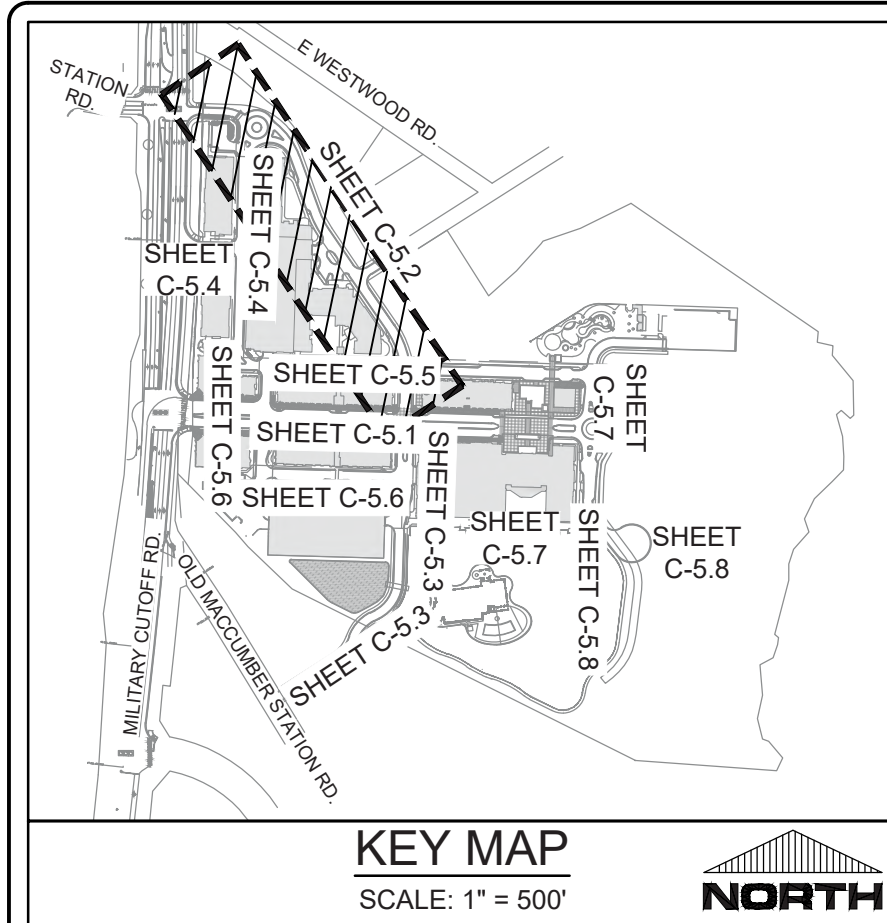 E WESTWOOD RD.
STATION
RD.
SHEET C-5.2
SHEET C-5.4
SHEET
C-5.4
SHEET C-5.5
SHEET C-5.6
SHEET C-5.1
SHEET
C-5.7
SHEET C-5.6
SHEET C-5.3
SHEET
C-5.7
SHEET C-5.8
SHEET
C-5.8
MILITARY CUTOFF RD.
OLD MACCUMBER STATION RD.
SHEET C-5.3
KEY MAP
SCALE: 1" = 500'
NORTH